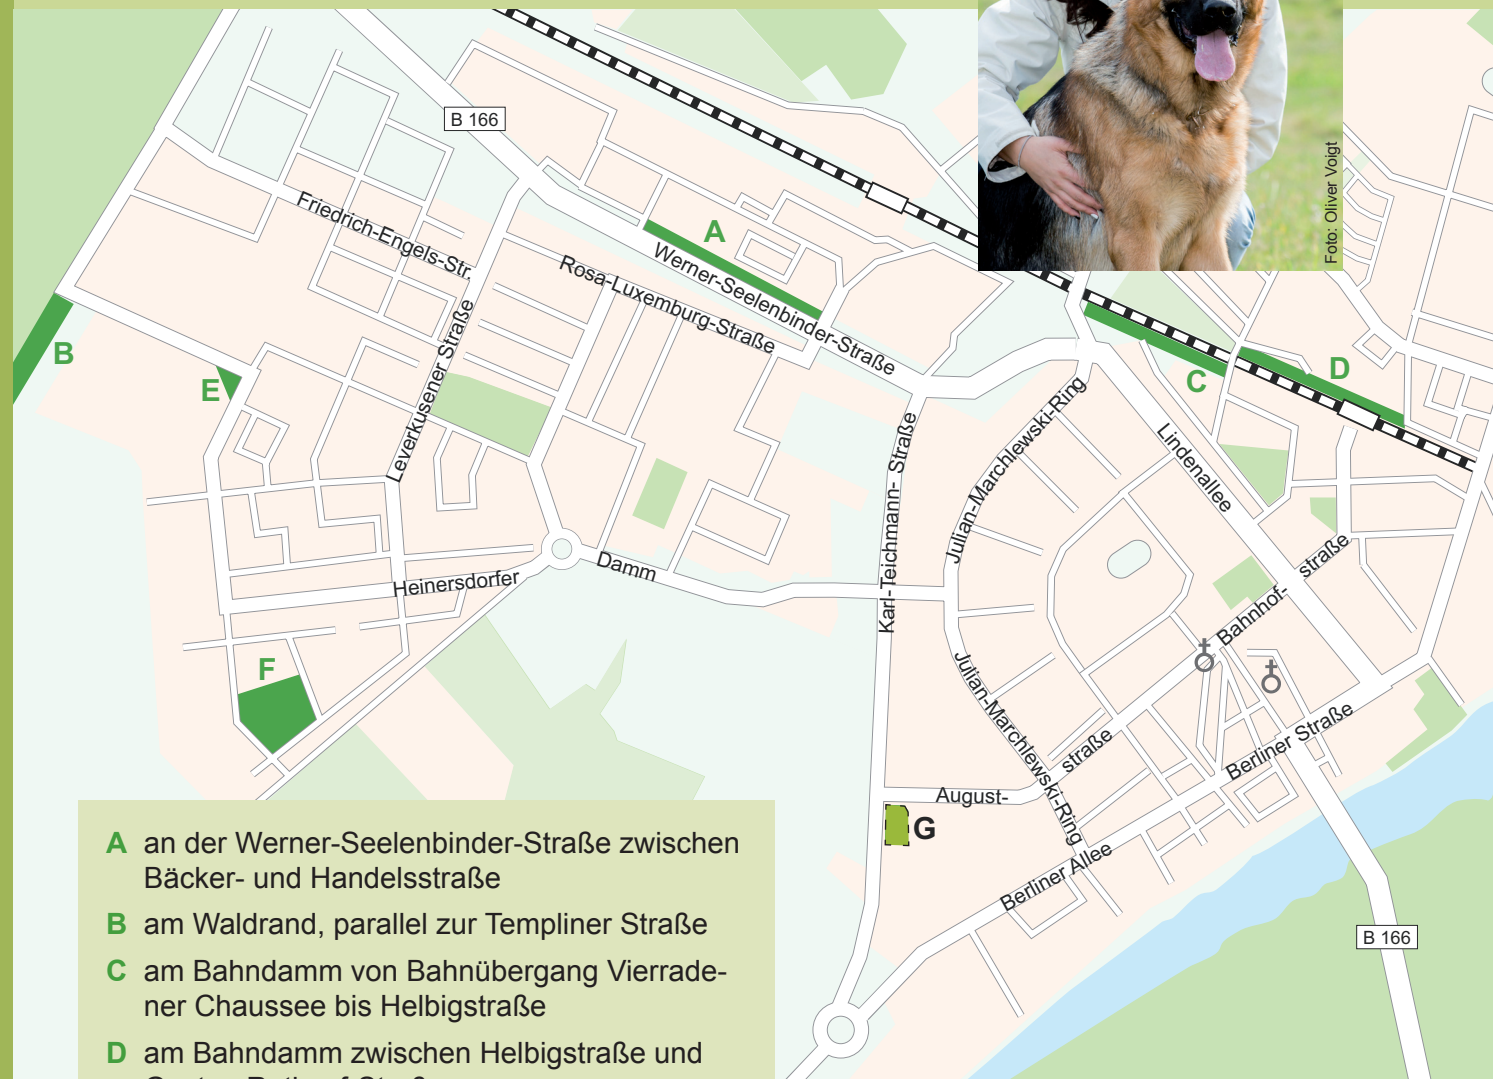 Foto: Oliver Voigt
B 166
A
Friedrich-Engels-Str.
Werner-Seelenbinder-Straße
Rosa-Luxemburg-Straße
Leverkusener Straße
B
E
C
D
Julian-Marchlewski-Ring
Karl-Teichmann- Straße
Lindenallee
Damm
Heinersdorfer
Bahnhof-
straße
F
Julian-Marchlewski-Ring
straße
Berliner Straße
August-
G
Berliner Allee
B 166
A an der Werner-Seelenbinder-Straße zwischen
Bäcker- und Handelsstraße
B am Waldrand, parallel zur Templiner Straße
C am Bahndamm von Bahnübergang Vierrade-
ner Chaussee bis Helbigstraße
D am Bahndamm zwischen Helbigstraße und